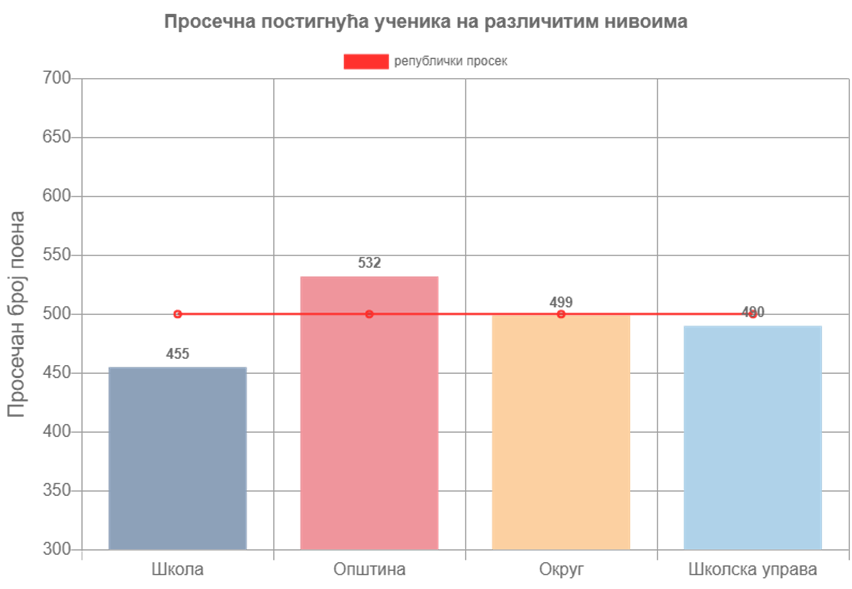 Просечна постигнућа ученика на различитим нивоима
републички просек
Просечан број поена
700
650
600
550
500
450
400
350
300
455
532
499
490
Школа
Општина
Округ
Школска управа